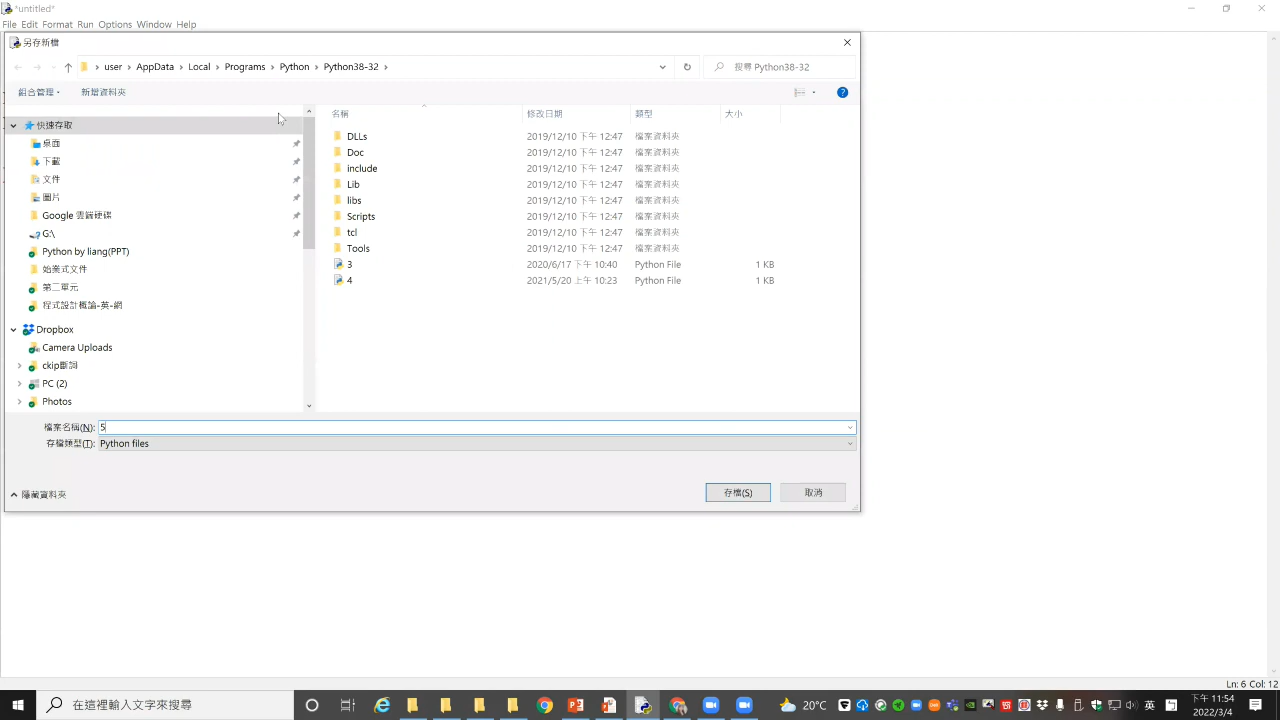 *untitled*
File Edit Format Run Options Window Help
另存新檔
user › AppData › Local › Programs › Python › Python38-32 ›
搜尋 Python38-32
組合管理 新增資料夾
名稱 修改日期 類型 大小
快速存取
桌面
下載
文件
圖片
Google 雲端硬碟
G:\
Python by liang(PPT)
始業式文件
第二單元
程式設計概論-英-網
Dropbox
Camera Uploads
ckip斷詞
PC (2)
Photos
DLLs 2019/12/10 下午 12:47 檔案資料夾
Doc 2019/12/10 下午 12:47 檔案資料夾
include 2019/12/10 下午 12:47 檔案資料夾
Lib 2019/12/10 下午 12:47 檔案資料夾
libs 2019/12/10 下午 12:47 檔案資料夾
Scripts 2019/12/10 下午 12:47 檔案資料夾
tcl 2019/12/10 下午 12:47 檔案資料夾
Tools 2019/12/10 下午 12:47 檔案資料夾
3 2020/6/17 下午 10:40 Python File 1 KB
4 2021/5/20 上午 10:23 Python File 1 KB
檔案名稱(N): 5
存檔類型(T): Python files
隱藏資料夾
存檔(S) 取消
Ln: 6 Col: 12
在這裡輸入文字來搜尋
20°C
英
下午 11:54
2022/3/4